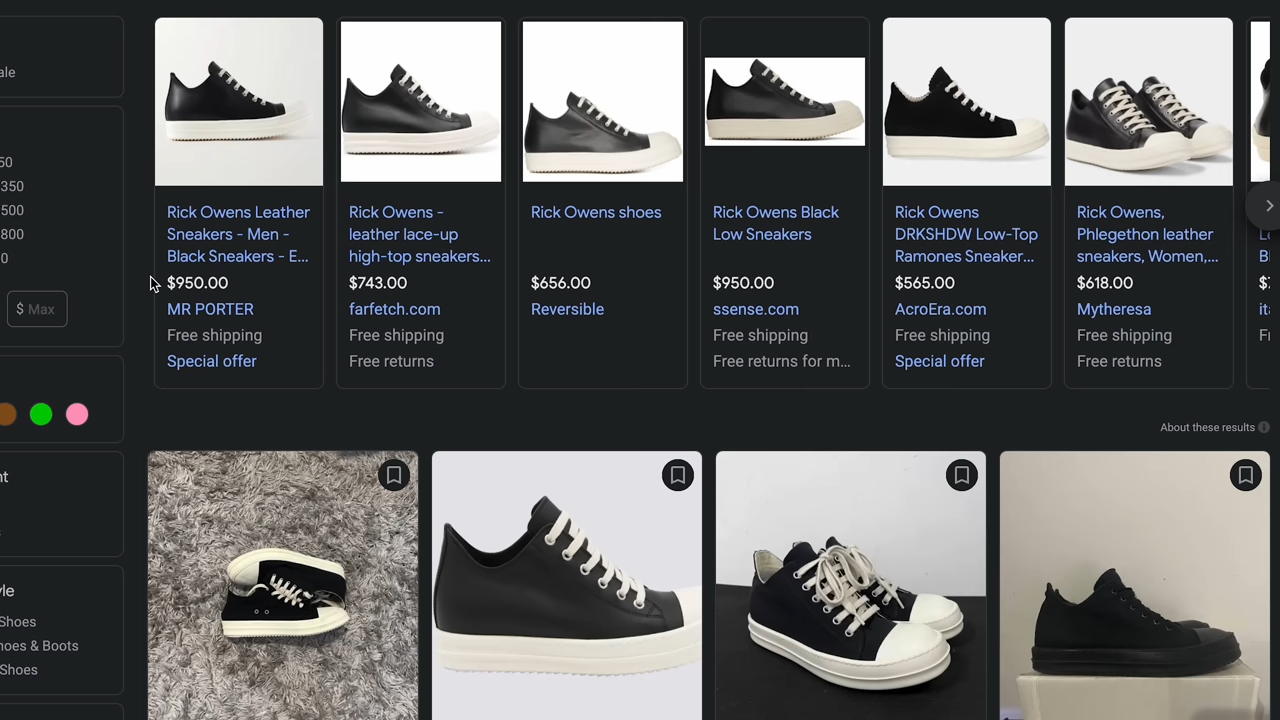 ale
50
350
500
800
0
$ Max
nt
s
yle
Shoes
hoes & Boots
Shoes
Rick Owens Leather
Sneakers - Men -
Black Sneakers - E...
$950.00
MR PORTER
Free shipping
Special offer
Rick Owens -
leather lace-up
high-top sneakers...
$743.00
farfetch.com
Free shipping
Free returns
Rick Owens shoes
$656.00
Reversible
Rick Owens Black
Low Sneakers
$950.00
ssense.com
Free shipping
Free returns for m...
Rick Owens
DRKSHDW Low-Top
Ramones Sneaker...
$565.00
AcroEra.com
Free shipping
Special offer
Rick Owens,
Phlegethon leather
sneakers, Women,...
$618.00
Mytheresa
Free shipping
Free returns
About these results